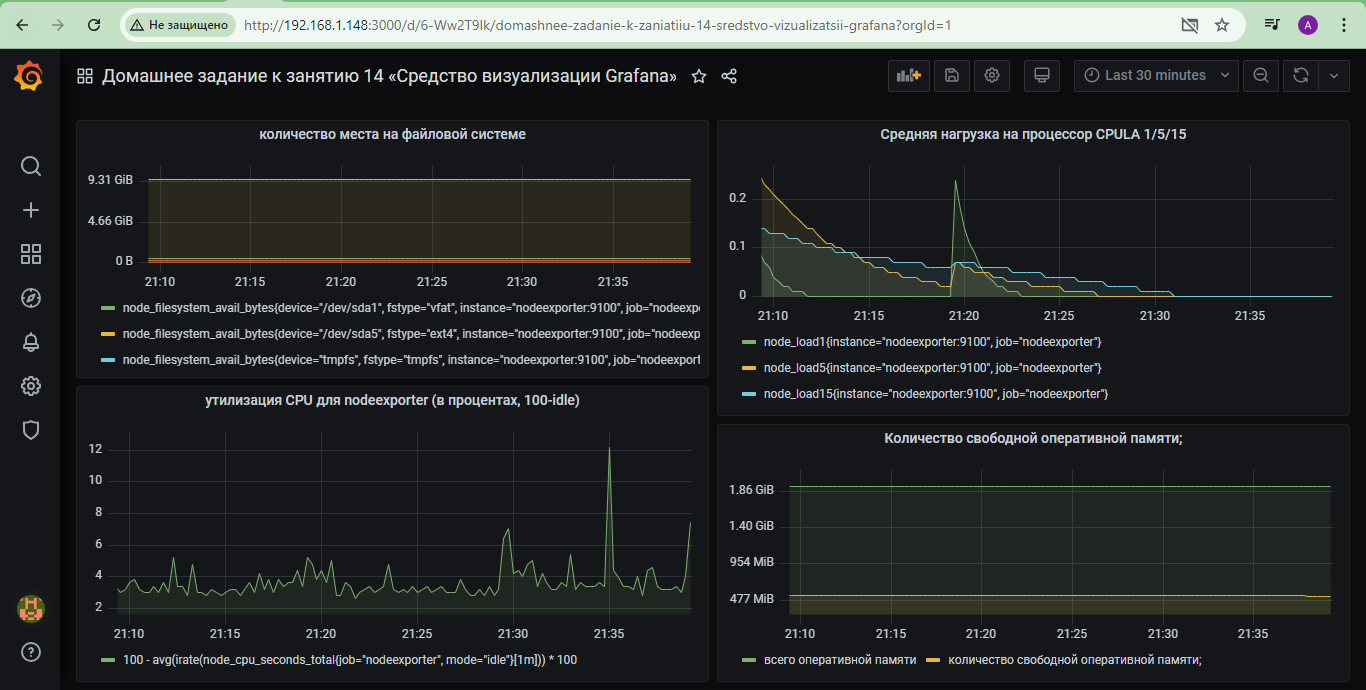 Не защищено
http://192.168.1.148:3000/d/6-Ww2T9Ik/domashnee-zadanie-k-zaniatiiu-14-sredstvo-vizualizatsii-grafana?orgId=1
A
Домашнее задание к занятию 14 «Средство визуализации Grafana»
Last 30 minutes
количество места на файловой системе
9.31 GiB
4.66 GiB
0 B
21:10 21:15 21:20 21:25 21:30 21:35
node_filesystem_avail_bytes{device="/dev/sda1", fstype="vfat", instance="nodeexporter:9100", job="nodeexpo
node_filesystem_avail_bytes{device="/dev/sda5", fstype="ext4", instance="nodeexporter:9100", job="nodeexp
node_filesystem_avail_bytes{device="tmpfs", fstype="tmpfs", instance="nodeexporter:9100", job="nodeexport
Средняя нагрузка на процессор CPULA 1/5/15
0.2
0.1
0
21:10 21:15 21:20 21:25 21:30 21:35
node_load1{instance="nodeexporter:9100", job="nodeexporter"}
node_load5{instance="nodeexporter:9100", job="nodeexporter"}
node_load15{instance="nodeexporter:9100", job="nodeexporter"}
утилизация CPU для nodeexporter (в процентах, 100-idle)
12
10
8
6
4
2
21:10 21:15 21:20 21:25 21:30 21:35
100 - avg(irate(node_cpu_seconds_total{job="nodeexporter", mode="idle"}[1m])) * 100
Количество свободной оперативной памяти;
1.86 GiB
1.40 GiB
954 MiB
477 MiB
21:10 21:15 21:20 21:25 21:30 21:35
всего оперативной памяти количество свободной оперативной памяти;